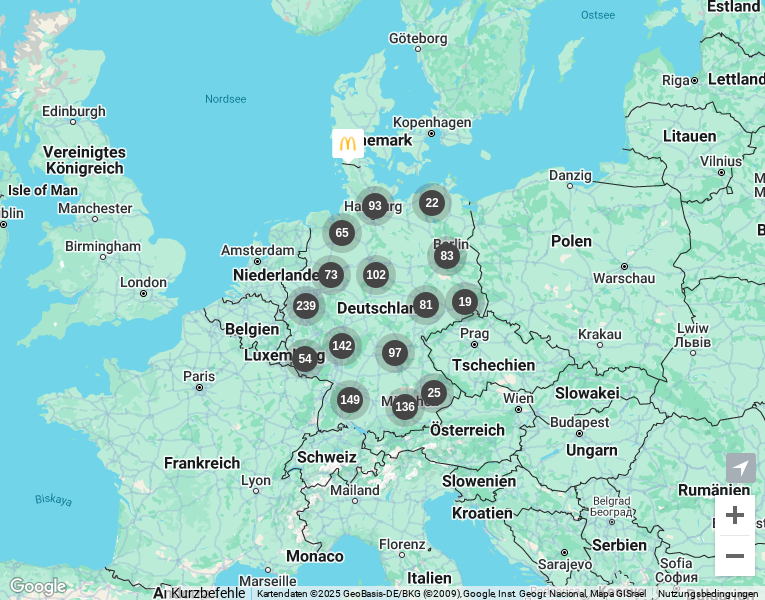 Ostsee
Estland
Göteborg
Riga
Lettland
Nordsee
Edinburgh
Kopenhagen
Litauen
Vereinigtes
Königreich
Vilnius
Danzig
Isle of Man
Manchester
93
22
65
Berlin
Polen
Birmingham
Amsterdam
83
Niederlande
73
102
Warschau
London
239
Deutschland
81
19
Belgien
Prag
Krakau
Lwiw
Львів
142
97
Luxemburg
54
Tschechien
Paris
Slowakei
149
136
25
Wien
Budapest
Österreich
Ungarn
Schweiz
Frankreich
Lyon
Mailand
Slowenien
Rumänien
Biskaya
Kroatien
Belgrad
Београд
Monaco
Florenz
Serbien
Marseille
Italien
Sarajevo
Sofia
София
Google
Kurzbefehle
Kartendaten ©2025 GeoBasis-DE/BKG (©2009), Google, Inst. Geogr. Nacional, Mapa GISrael
Nutzungsbedingungen